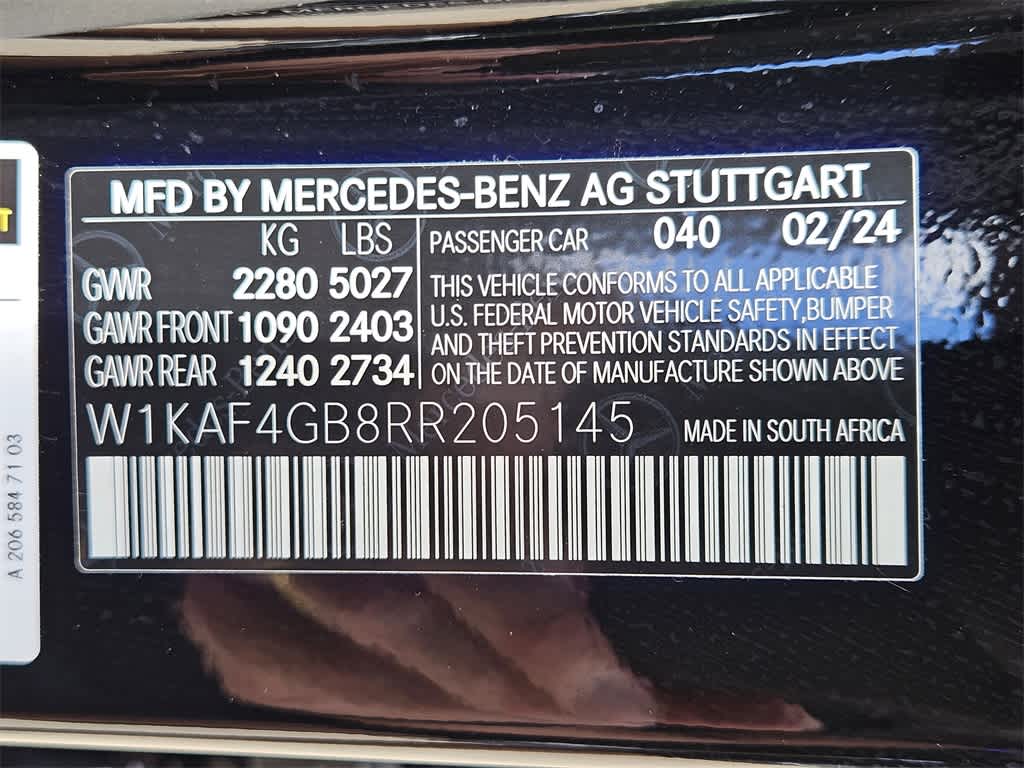 MFD BY MERCEDES-BENZ AG STUTTGART
KG LBS
GVWR 2280 5027
GAWR FRONT 1090 2403
GAWR REAR 1240 2734
PASSENGER CAR 040 02/24
THIS VEHICLE CONFORMS TO ALL APPLICABLE
U.S. FEDERAL MOTOR VEHICLE SAFETY,BUMPER
AND THEFT PREVENTION STANDARDS IN EFFECT
ON THE DATE OF MANUFACTURE SHOWN ABOVE
W1KAF4GB8RR205145
MADE IN SOUTH AFRICA
A 206 584 71 03